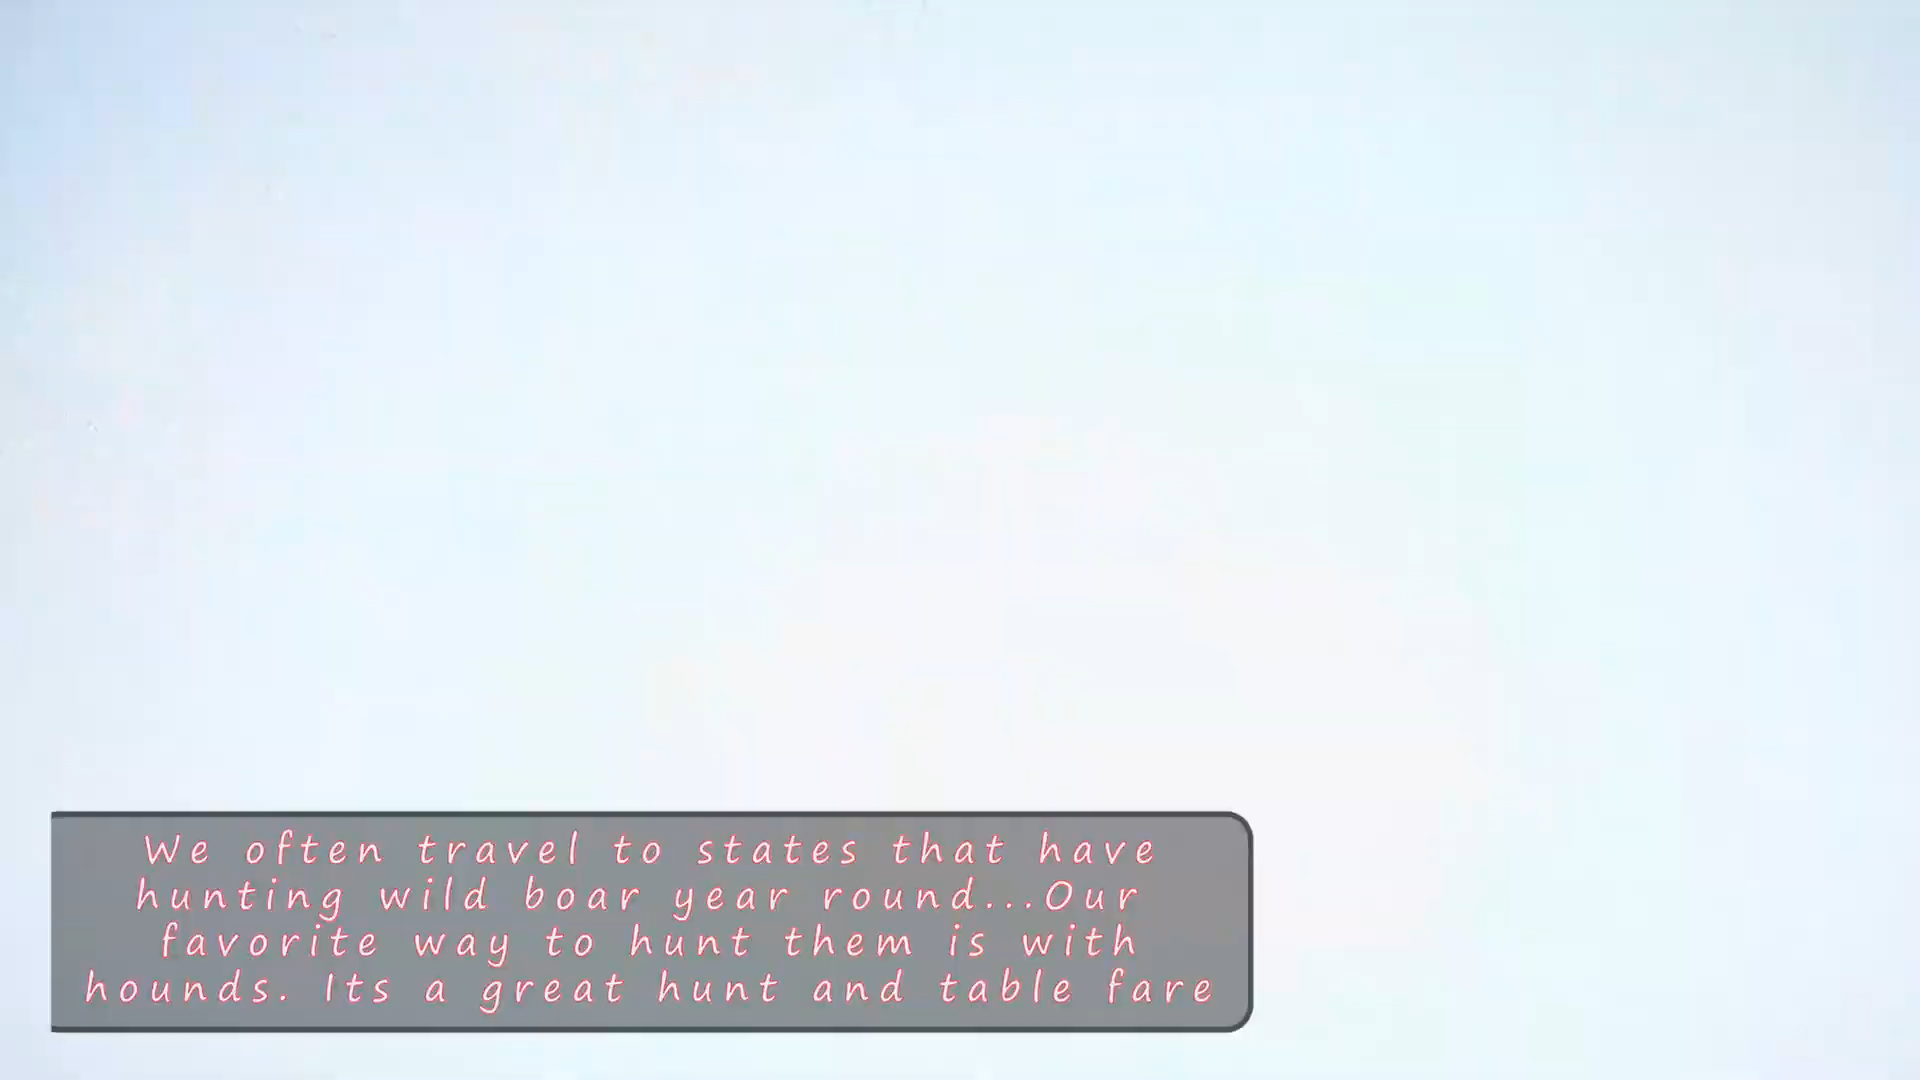 We often travel to states that have
hunting wild boar year round...Our
favorite way to hunt them is with
hounds. Its a great hunt and table fare